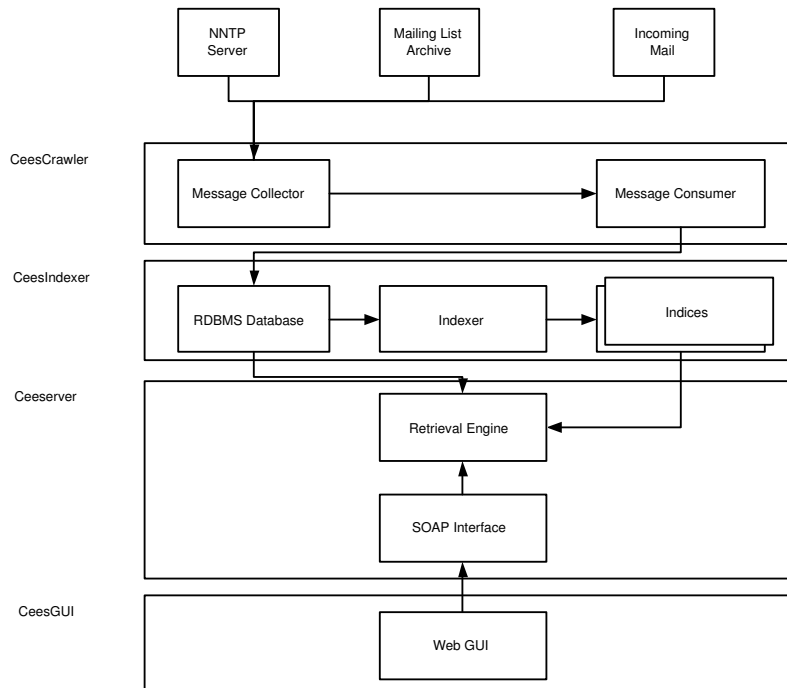 NNTP
Server
Mailing List
Archive
Incoming
Mail
CeesCrawler
Message Collector
Message Consumer
CeesIndexer
RDBMS Database
Indexer
Indices
Ceeserver
Retrieval Engine
SOAP Interface
CeesGUI
Web GUI